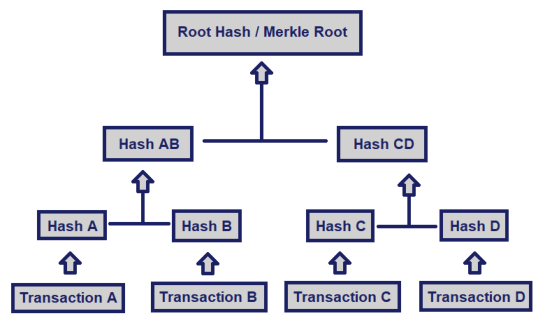 Root Hash / Merkle Root
Hash AB
Hash CD
Hash A
Hash B
Hash C
Hash D
Transaction A
Transaction B
Transaction C
Transaction D